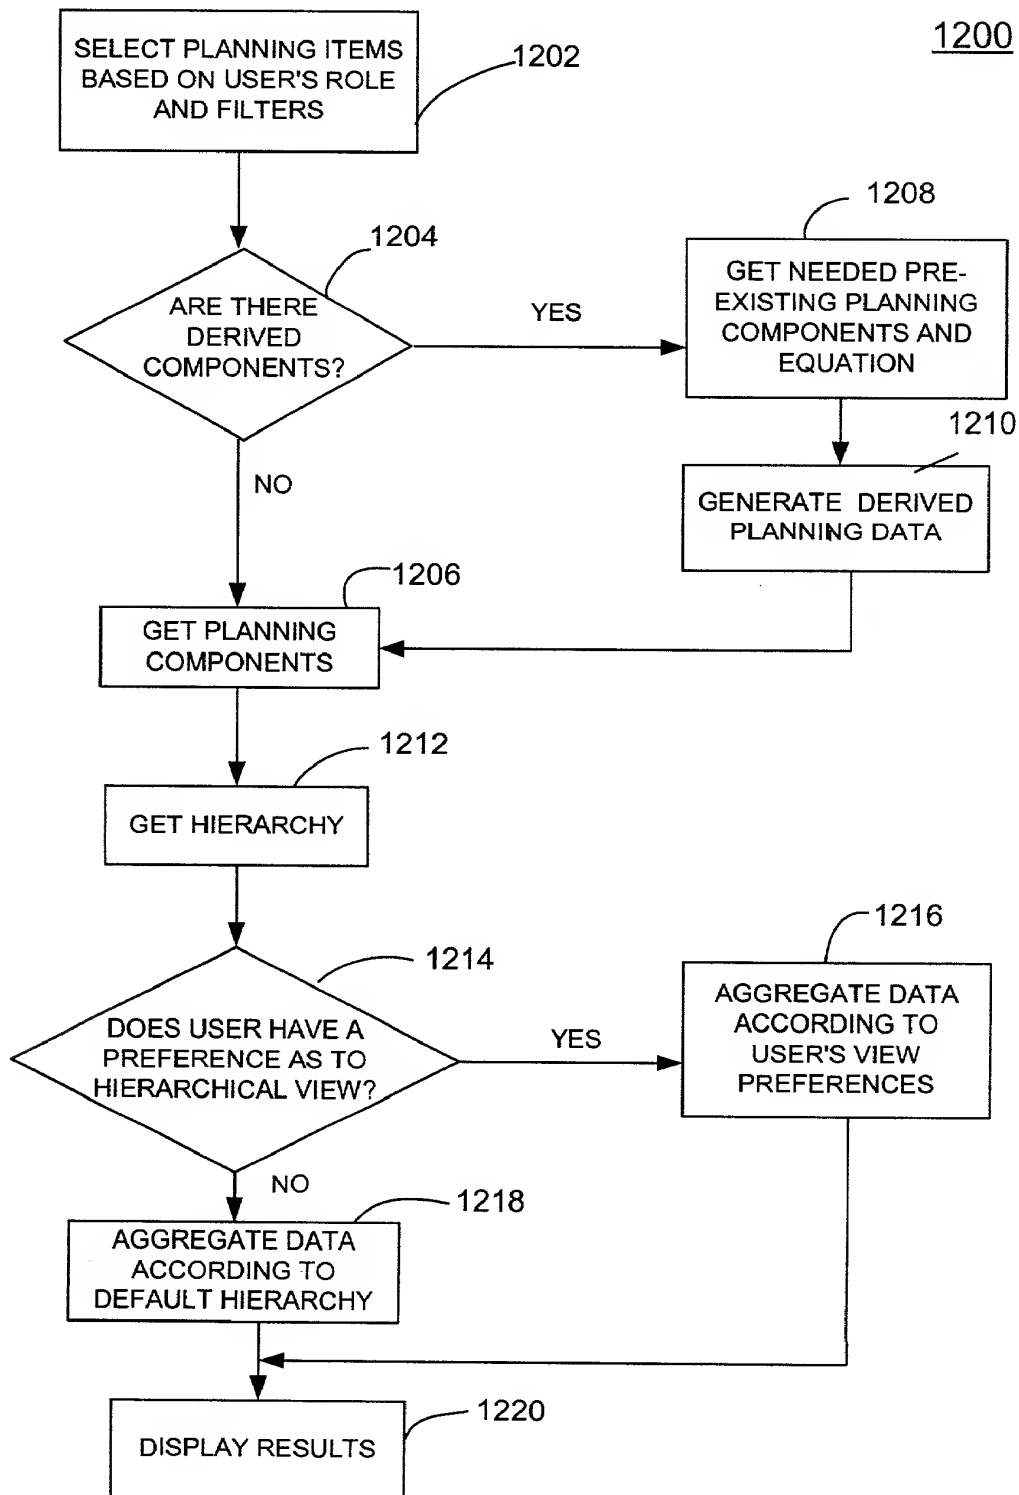 1200
SELECT PLANNING ITEMS
BASED ON USER'S ROLE
AND FILTERS
1202
1204
ARE THERE
DERIVED
COMPONENTS?
YES
1208
GET NEEDED PRE-
EXISTING PLANNING
COMPONENTS AND
EQUATION
1210
GENERATE DERIVED
PLANNING DATA
NO
1206
GET PLANNING
COMPONENTS
1212
GET HIERARCHY
1214
DOES USER HAVE A
PREFERENCE AS TO
HIERARCHICAL VIEW?
YES
1216
AGGREGATE DATA
ACCORDING TO
USER'S VIEW
PREFERENCES
NO
1218
AGGREGATE DATA
ACCORDING TO
DEFAULT HIERARCHY
1220
DISPLAY RESULTS